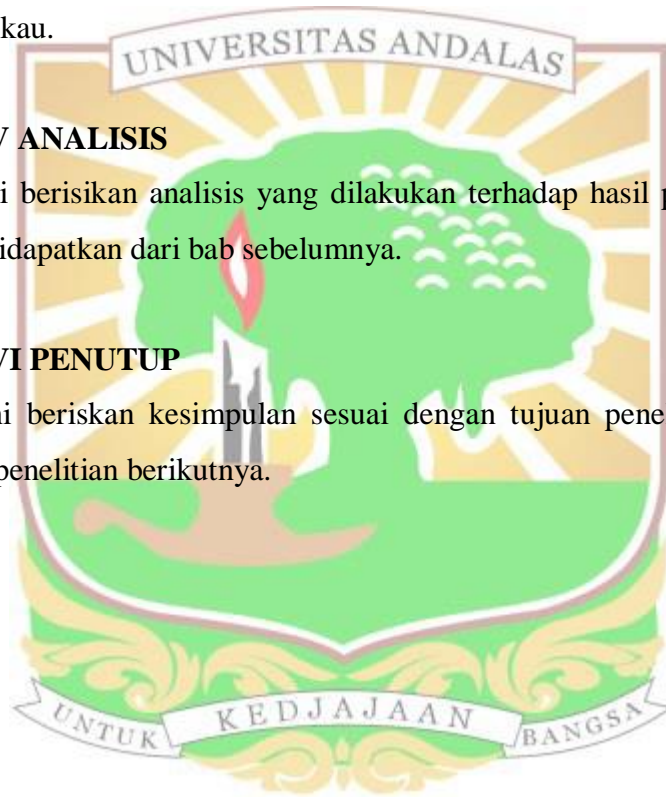 kau.
UNIVERSITAS ANDALAS
V ANALISIS
i berisikan analisis yang dilakukan terhadap hasil p
idapatkan dari bab sebelumnya.
VI PENUTUP
ni beriskan kesimpulan sesuai dengan tujuan pene
penelitian berikutnya.
UNTUK KEDJAJAAN BANGSA